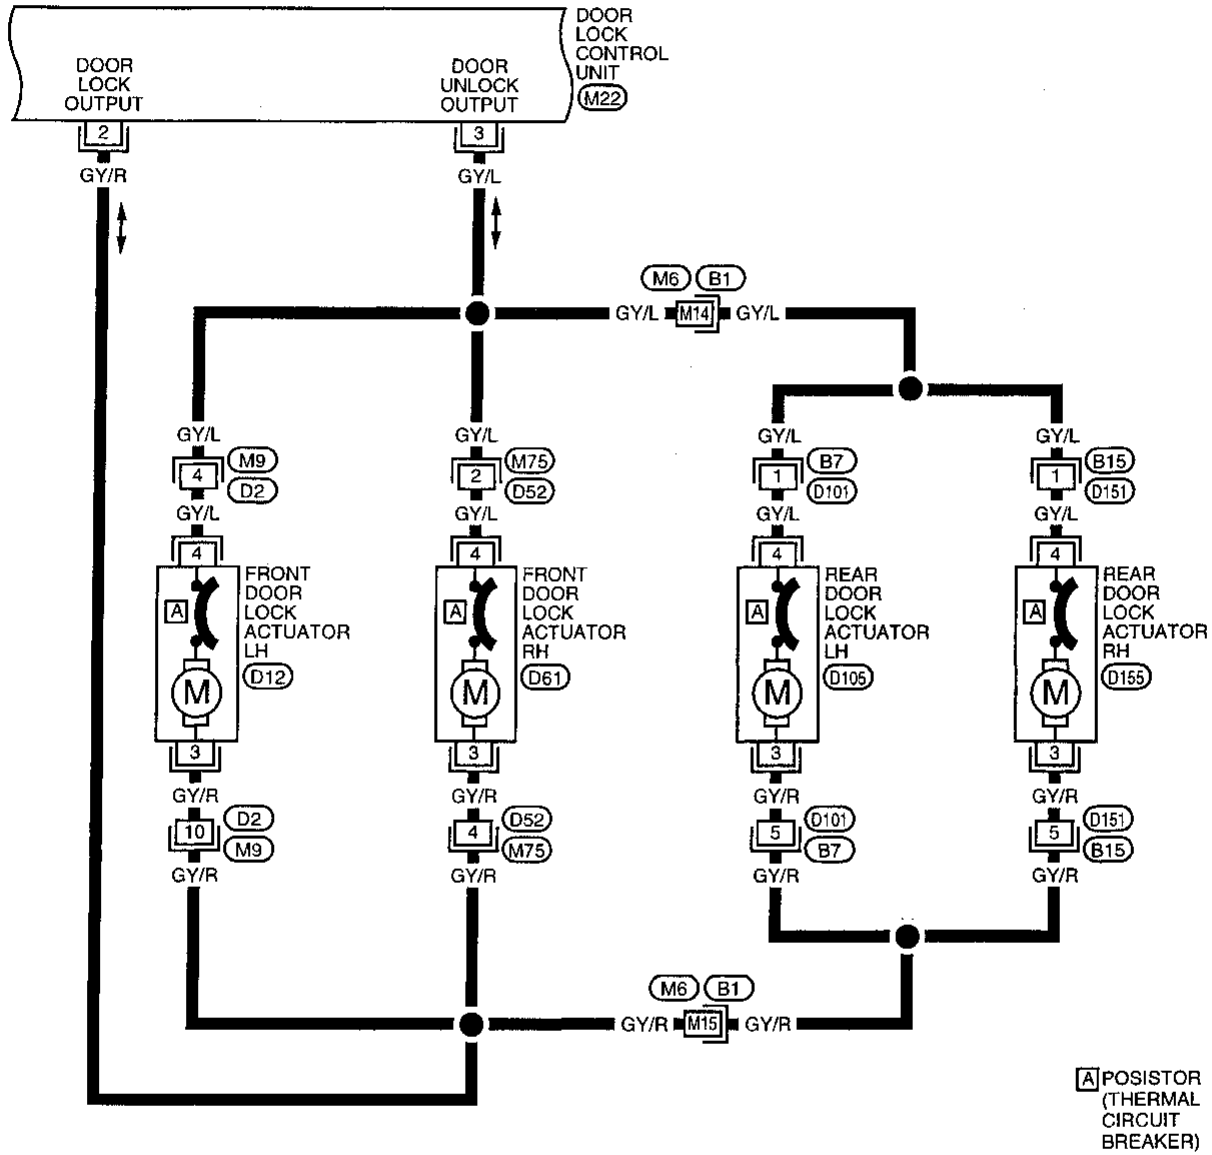 DOOR
LOCK
CONTROL
UNIT
M22
DOOR
LOCK
OUTPUT
DOOR
UNLOCK
OUTPUT
2
3
GY/R
GY/L
M6
B1
GY/L
M14
GY/L
GY/L
GY/L
GY/L
GY/L
4
M9
D2
2
M75
D52
1
B7
D101
1
B15
D151
GY/L
GY/L
GY/L
GY/L
4
4
4
4
A
FRONT
DOOR
LOCK
ACTUATOR
LH
D12
M
A
FRONT
DOOR
LOCK
ACTUATOR
RH
D61
M
A
REAR
DOOR
LOCK
ACTUATOR
LH
D105
M
A
REAR
DOOR
LOCK
ACTUATOR
RH
D155
M
3
3
3
3
GY/R
GY/R
GY/R
GY/R
10
D2
M9
4
D52
M75
5
D101
B7
5
D151
B15
GY/R
GY/R
GY/R
GY/R
M6
B1
GY/R
M15
GY/R
A POSISTOR
(THERMAL
CIRCUIT
BREAKER)